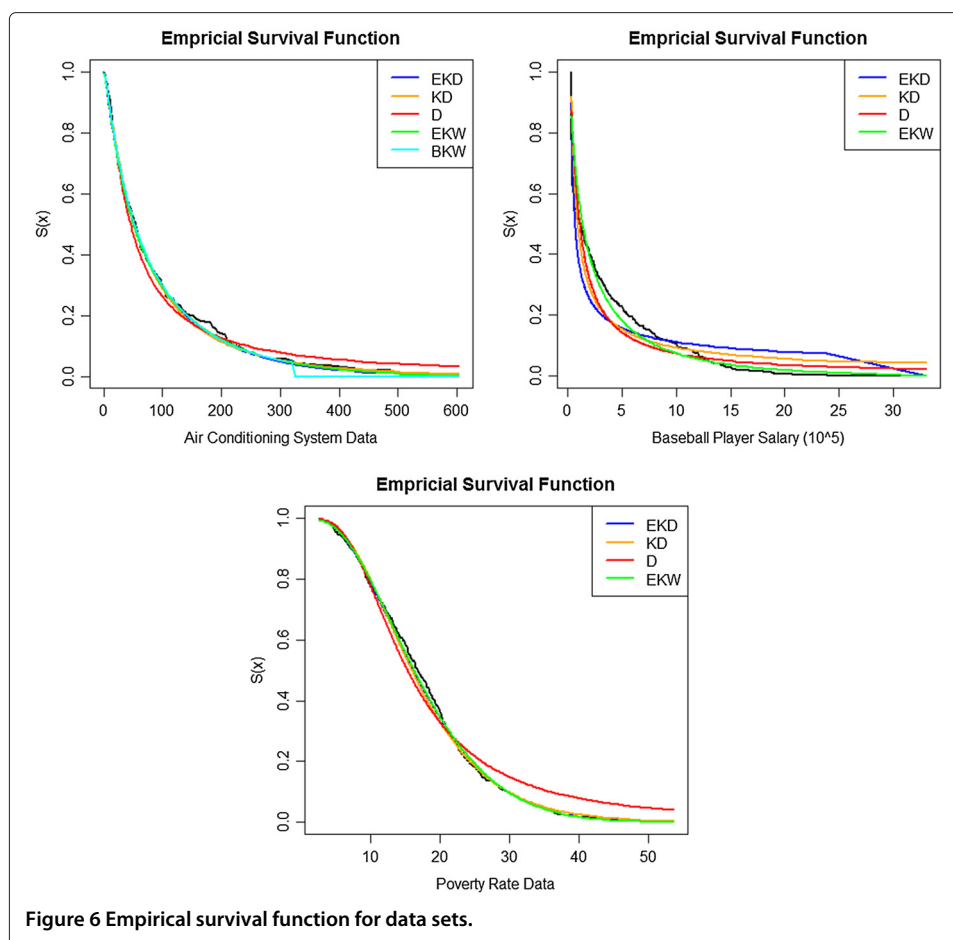 Empricial Survival Function
S(x)
0.0 0.2 0.4 0.6 0.8 1.0
EKD
KD
D
EKW
BKW
0 100 200 300 400 500 600
Air Conditioning System Data
Empricial Survival Function
S(x)
0.0 0.2 0.4 0.6 0.8 1.0
EKD
KD
D
EKW
0 5 10 15 20 25 30
Baseball Player Salary (10^5)
Empricial Survival Function
S(x)
0.0 0.2 0.4 0.6 0.8 1.0
EKD
KD
D
EKW
10 20 30 40 50
Poverty Rate Data
Figure 6 Empirical survival function for data sets.